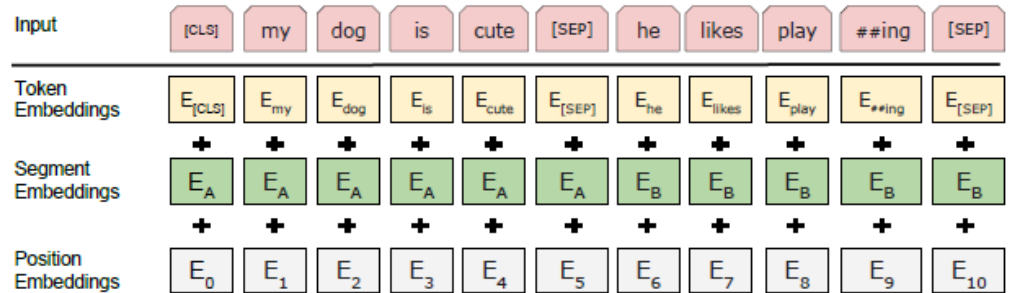 Input [CLS] my dog is cute [SEP] he likes play ##ing [SEP]
Token Embeddings E[CLS] Emy Edog Eis Ecute E[SEP] Ehe Elikes Eplay E##ing E[SEP]
+ + + + + + + + + + +
Segment Embeddings EA EA EA EA EA EA EB EB EB EB EB
+ + + + + + + + + + +
Position Embeddings E0 E1 E2 E3 E4 E5 E6 E7 E8 E9 E10